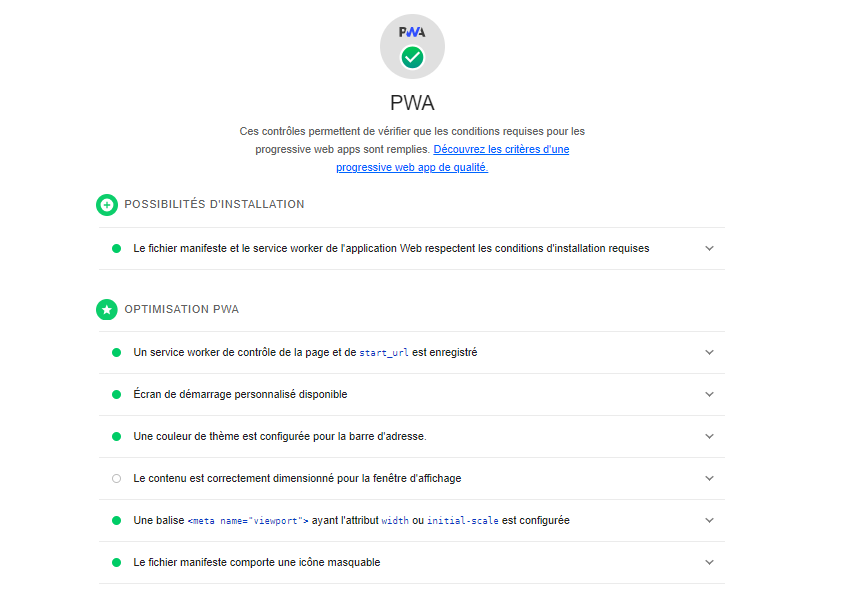 PWA
PWA
Ces contrôles permettent de vérifier que les conditions requises pour les
progressive web apps sont remplies. Découvrez les critères d'une
progressive web app de qualité.
POSSIBILITÉS D'INSTALLATION
Le fichier manifeste et le service worker de l'application Web respectent les conditions d'installation requises
OPTIMISATION PWA
Un service worker de contrôle de la page et de start_url est enregistré
Écran de démarrage personnalisé disponible
Une couleur de thème est configurée pour la barre d'adresse.
Le contenu est correctement dimensionné pour la fenêtre d'affichage
Une balise <meta name="viewport"> ayant l'attribut width ou initial-scale est configurée
Le fichier manifeste comporte une icône masquable